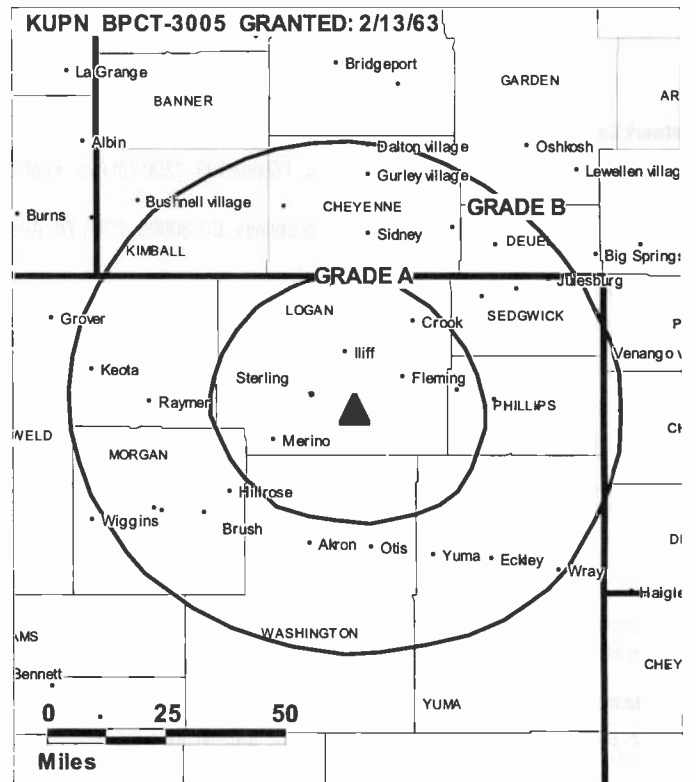 KUPN BPCT-3005 GRANTED: 2/13/63
Bridgeport
La Grange
GARDEN
BANNER
AR
Albin
Dalton village
Oshkosh
Gurley village
Lewellen villag
Bushnell village
CHEYENNE
GRADE B
Burns
Sidney
DEUEL
KIMBALL
Big Springs
GRADE A
Julesburg
LOGAN
SEDGWICK
Grover
Crook
P
Iliff
Venango v
Keota
Sterling
Fleming
Raymer
PHILLIPS
CH
WELD
Merino
MORGAN
Hillrose
Wiggins
Brush
Akron
Otis
Yuma
Eckley
DI
Wray
Haigle
WASHINGTON
AMS
CHEY
Bennett
YUMA
0 25 50
Miles